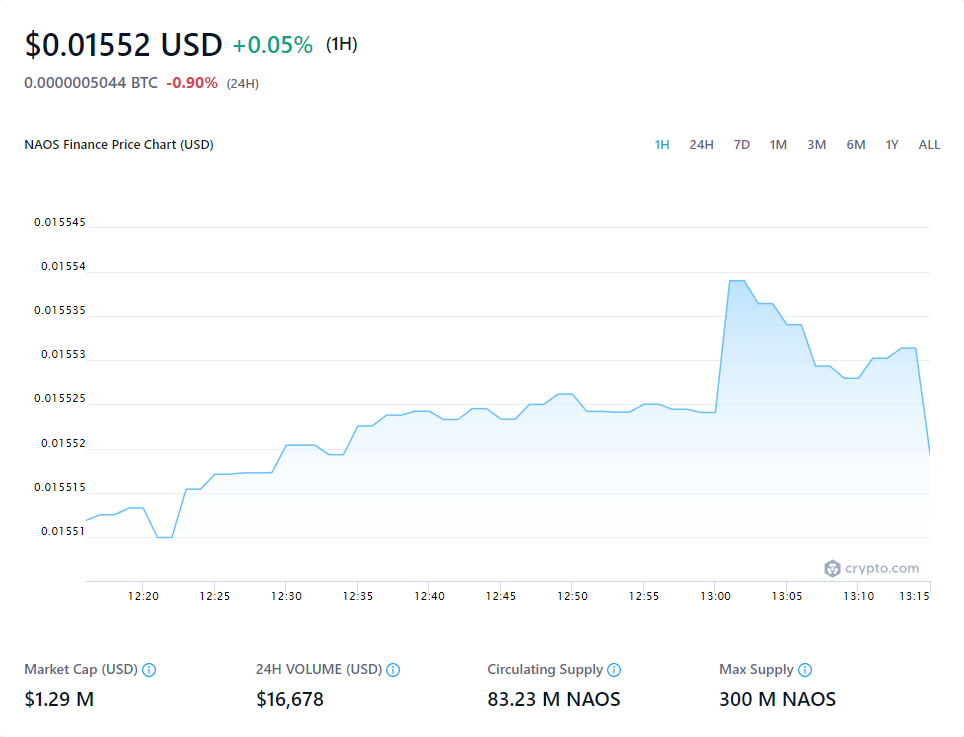 $0.01552 USD +0.05% (1H)
0.0000005044 BTC -0.90% (24H)
NAOS Finance Price Chart (USD) 1H 24H 7D 1M 3M 6M 1Y ALL
0.015545
0.01554
0.015535
0.01553
0.015525
0.01552
0.015515
0.01551
crypto.com
12:20 12:25 12:30 12:35 12:40 12:45 12:50 12:55 13:00 13:05 13:10 13:15
Market Cap (USD) 24H VOLUME (USD) Circulating Supply Max Supply
$1.29 M $16,678 83.23 M NAOS 300 M NAOS